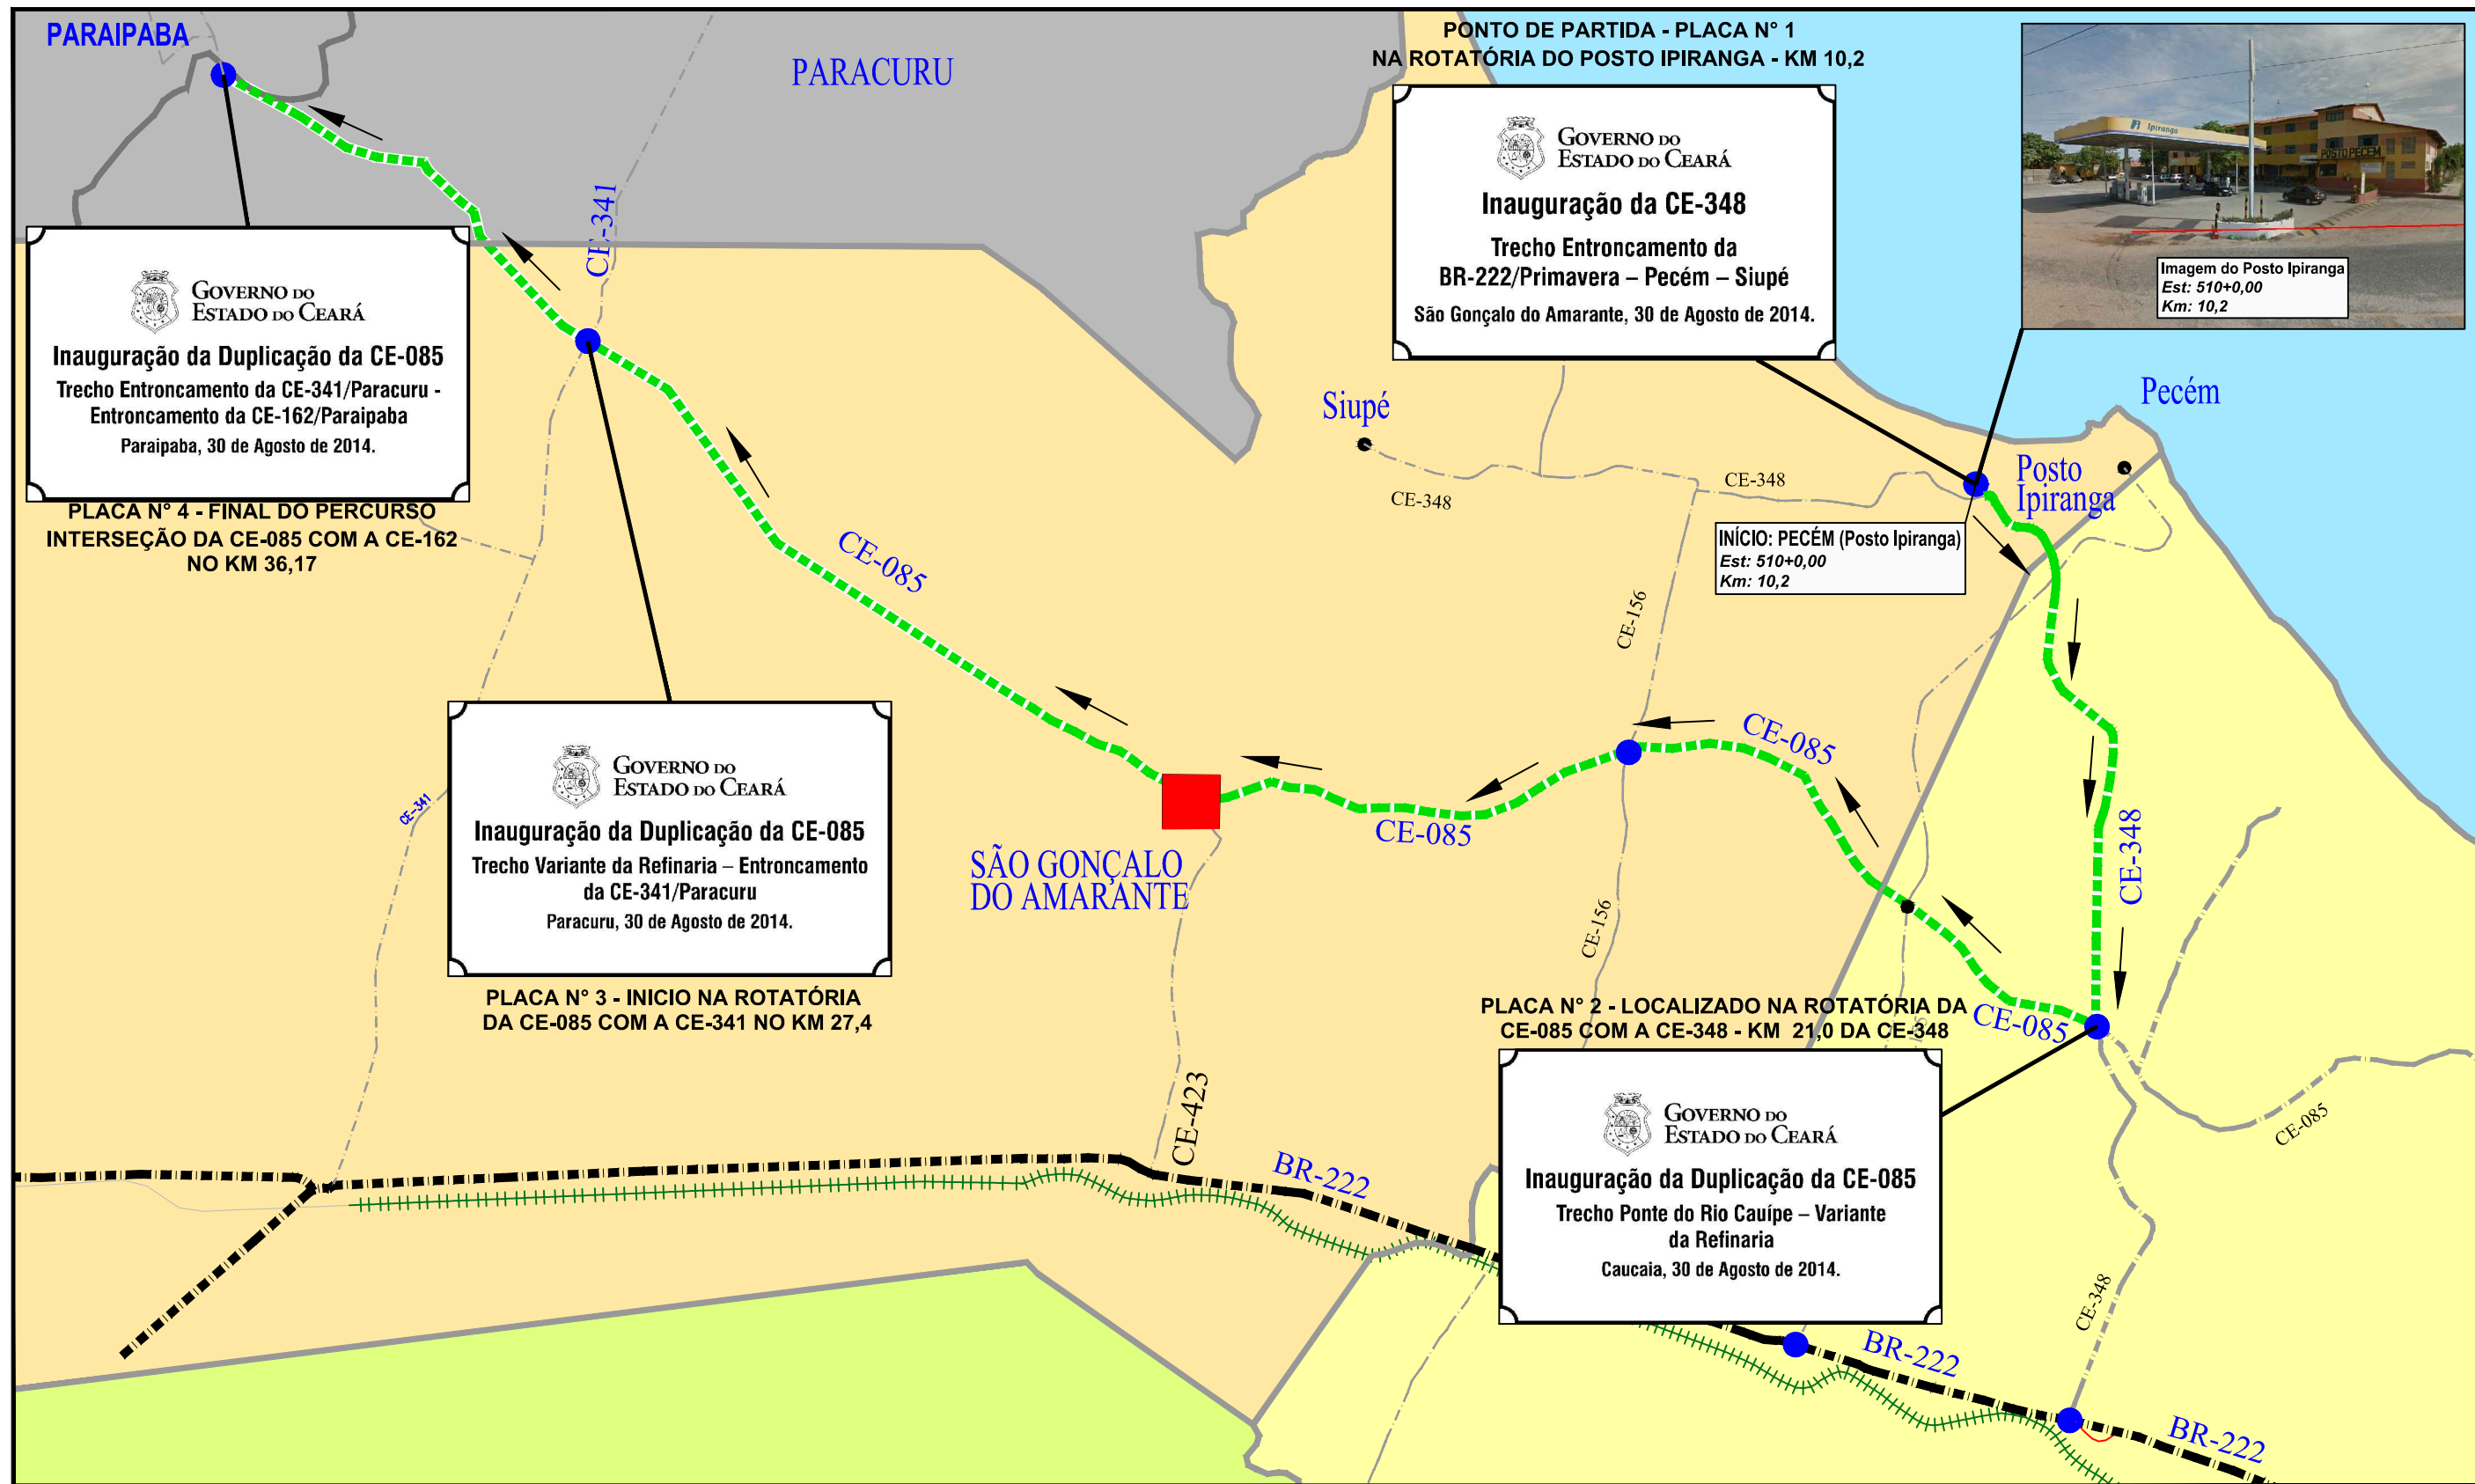 PARAIPABA
PARACURU
PONTO DE PARTIDA - PLACA N° 1
NA ROTATÓRIA DO POSTO IPIRANGA - KM 10,2
GOVERNO DO
ESTADO DO CEARÁ
Inauguração da CE-348
Trecho Entroncamento da
BR-222/Primavera – Pecém – Siupé
São Gonçalo do Amarante, 30 de Agosto de 2014.
Ipiranga
POSTO PECEM
Imagem do Posto Ipiranga
Est: 510+0,00
Km: 10,2
CE-341
GOVERNO DO
ESTADO DO CEARÁ
Inauguração da Duplicação da CE-085
Trecho Entroncamento da CE-341/Paracuru -
Entroncamento da CE-162/Paraipaba
Paraipaba, 30 de Agosto de 2014.
PLACA N° 4 - FINAL DO PERCURSO
INTERSEÇÃO DA CE-085 COM A CE-162
NO KM 36,17
Siupé
Pecém
Posto
Ipiranga
CE-348
CE-348
INÍCIO: PECÉM (Posto Ipiranga)
Est: 510+0,00
Km: 10,2
CE-085
CE-156
CE-085
CE-341
CE-085
CE-348
SÃO GONÇALO
DO AMARANTE
CE-156
GOVERNO DO
ESTADO DO CEARÁ
Inauguração da Duplicação da CE-085
Trecho Variante da Refinaria – Entroncamento
da CE-341/Paracuru
Paracuru, 30 de Agosto de 2014.
PLACA N° 3 - INICIO NA ROTATÓRIA
DA CE-085 COM A CE-341 NO KM 27,4
PLACA N° 2 - LOCALIZADO NA ROTATÓRIA DA
CE-085 COM A CE-348 - KM 21,0 DA CE-348
CE-085
GOVERNO DO
ESTADO DO CEARÁ
Inauguração da Duplicação da CE-085
Trecho Ponte do Rio Cauípe – Variante
da Refinaria
Caucaia, 30 de Agosto de 2014.
CE-423
CE-085
BR-222
CE-348
BR-222
BR-222